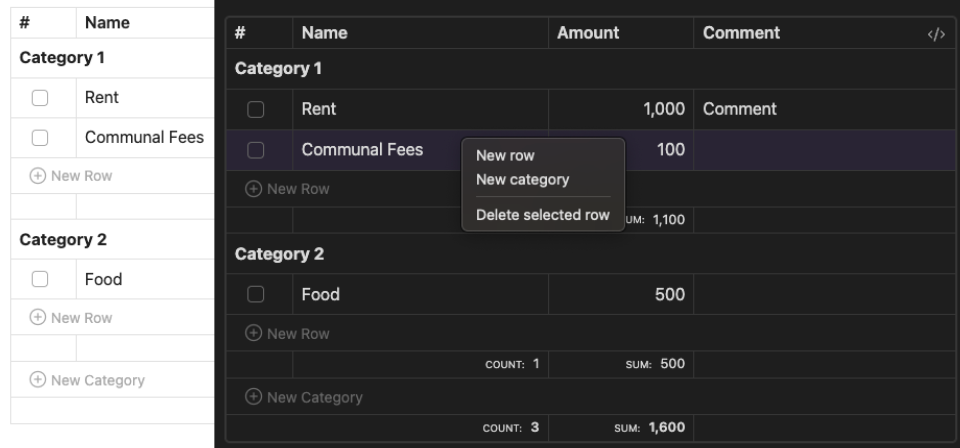 # Name
Category 1
Rent
Communal Fees
New Row
Category 2
Food
New Row
New Category
# Name Amount Comment </>
Category 1
Rent 1,000 Comment
Communal Fees 100
New row
New category
Delete selected row
New Row
UM: 1,100
Category 2
Food 500
New Row
COUNT: 1 SUM: 500
New Category
COUNT: 3 SUM: 1,600